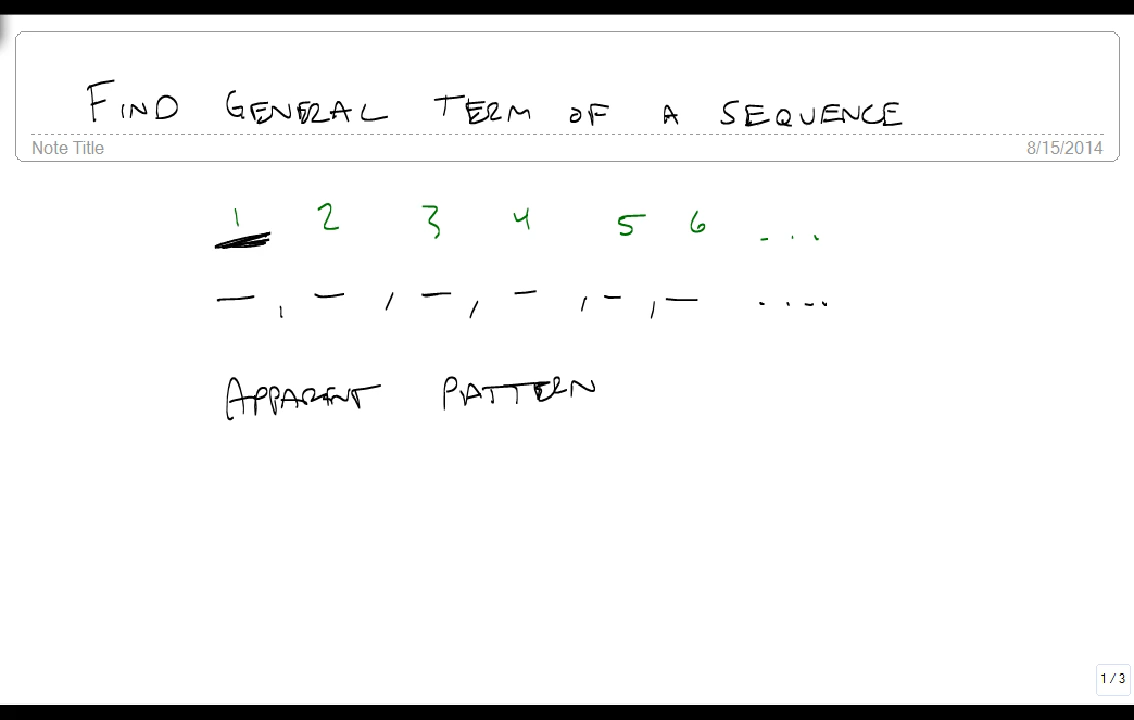 FIND GENERAL TERM OF A SEQUENCE
Note Title 8/15/2014
1 2 3 4 5 6 ...
_ , _ , _ , _ , _ , _ ....
APPARENT PATTERN
1/3